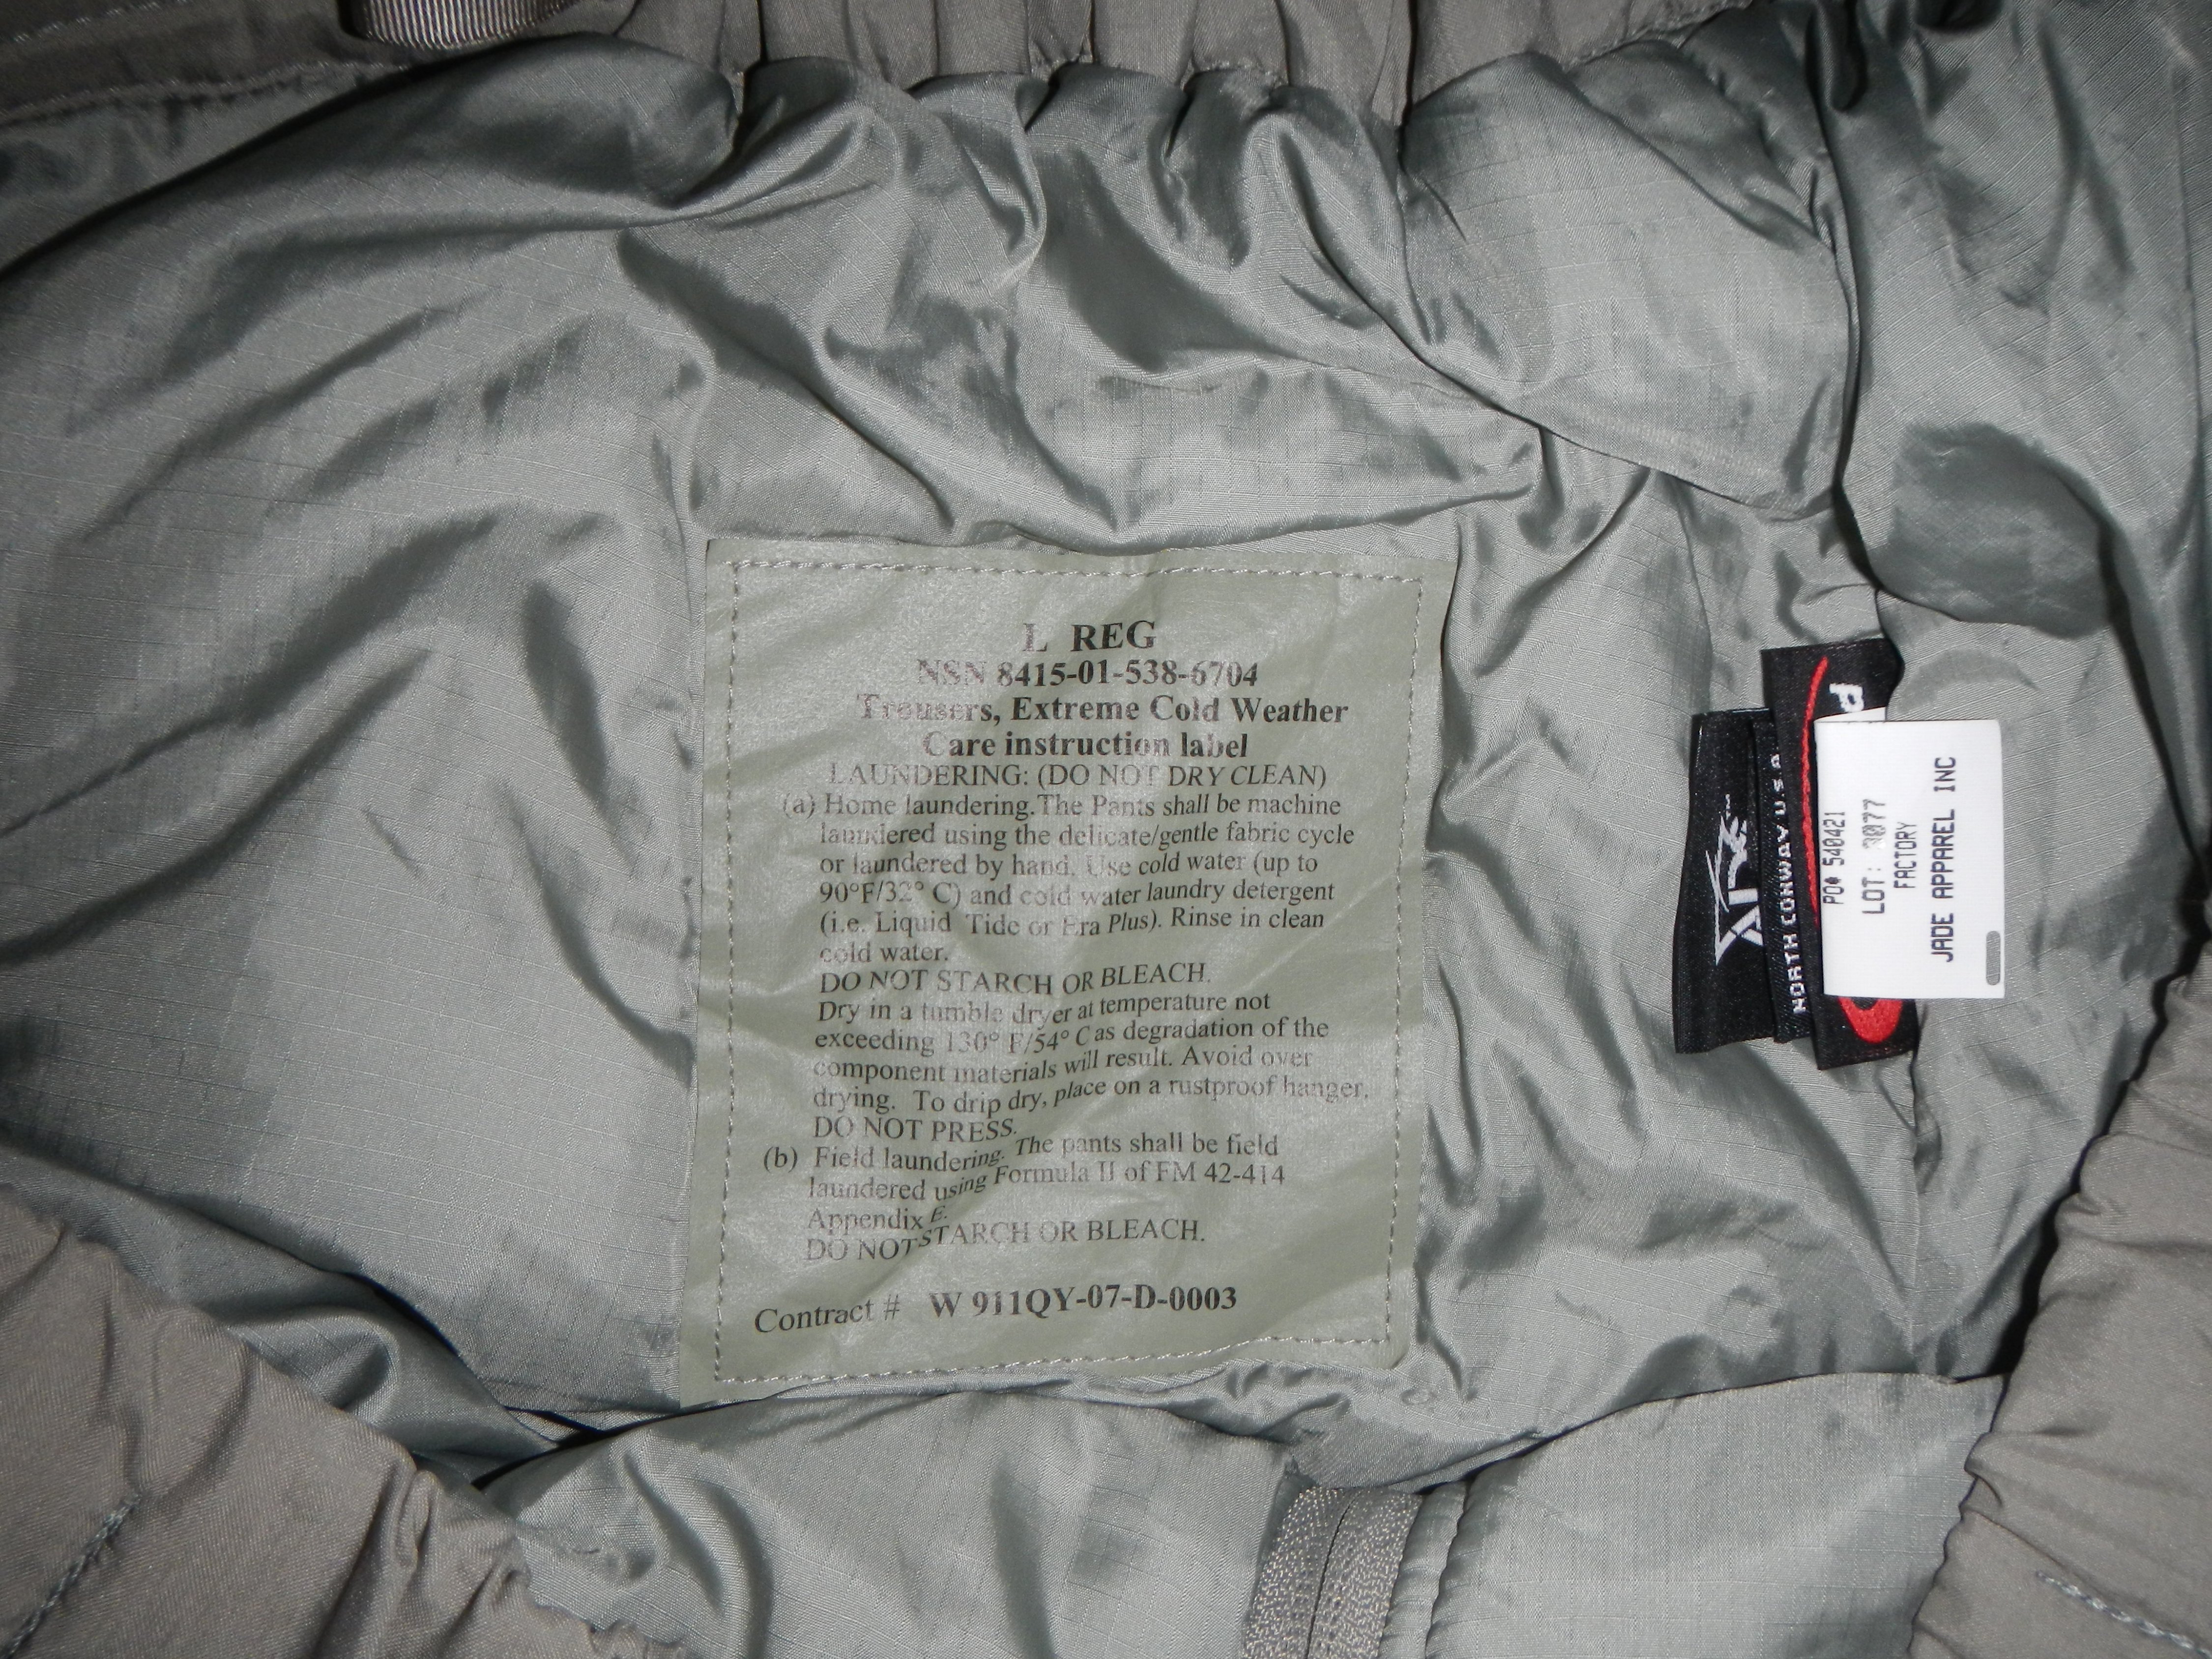 L REG
NSN 8415-01-538-6704
Trousers, Extreme Cold Weather
Care instruction label
LAUNDERING: (DO NOT DRY CLEAN)
(a) Home laundering. The Pants shall be machine
laundered using the delicate/gentle fabric cycle
or laundered by hand. Use cold water (up to
90°F/32° C) and cold water laundry detergent
(i.e. Liquid Tide or Era Plus). Rinse in clean
cold water.
DO NOT STARCH OR BLEACH.
Dry in a tumble dryer at temperature not
exceeding 130° F/54° C as degradation of the
component materials will result. Avoid over
drying. To drip dry, place on a rustproof hanger.
DO NOT PRESS.
(b) Field laundering. The pants shall be field
laundered using Formula II of FM 42-414
Appendix E.
DO NOT STARCH OR BLEACH.
Contract # W 911QY-07-D-0003
NORTH CONWAY U.S.A
PO# 540421
LOT: 
FACTORY
JADE APPAREL INC